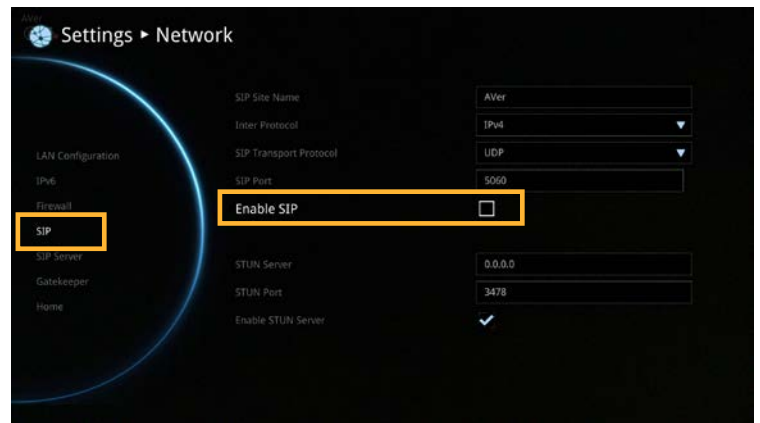 AVer
Settings ▸ Network
SIP Site Name AVer
Inter Protocol IPv4
LAN Configuration SIP Transport Protocol UDP
IPv6 SIP Port 5060
Firewall Enable SIP
SIP
SIP Server STUN Server 0.0.0.0
Gatekeeper STUN Port 3478
Home Enable STUN Server